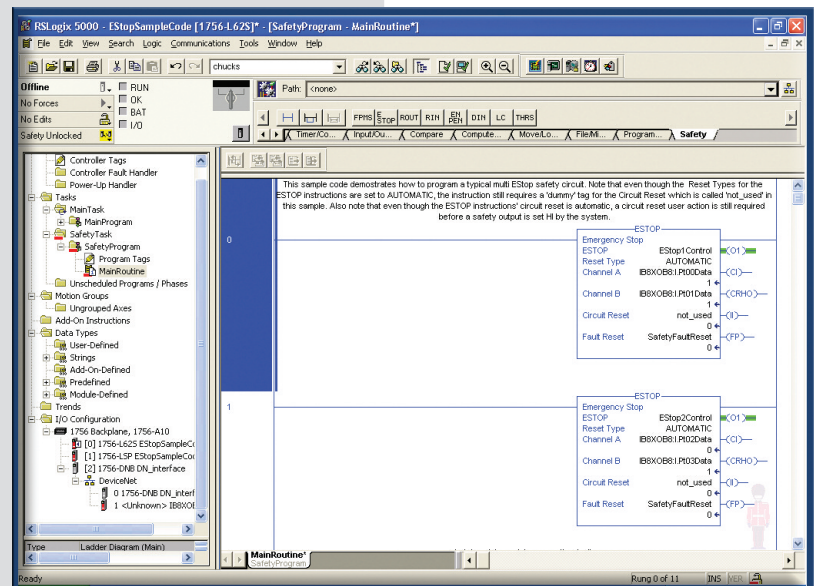 RSLogix 5000 - EStopSampleCode [1756-L62S]* - [SafetyProgram - MainRoutine*]
File Edit View Search Logic Communications Tools Window Help
chucks
Offline
RUN
No Forces
OK
No Edits
BAT
I/O
Safety Unlocked
Path: <none>
FPMS E STOP ROUT RIN EN PEN DIN LC THRS
Timer/Co... Input/Ou... Compare Compute... Move/Lo... File/Mi... Program... Safety
Controller Tags
Controller Fault Handler
Power-Up Handler
Tasks
MainTask
MainProgram
SafetyTask
SafetyProgram
Program Tags
MainRoutine
Unscheduled Programs / Phases
Motion Groups
Ungrouped Axes
Add-On Instructions
Data Types
User-Defined
Strings
Add-On-Defined
Predefined
Module-Defined
Trends
I/O Configuration
1756 Backplane, 1756-A10
[0] 1756-L62S EStopSampleCo
[1] 1756-LSP EStopSampleCo
[2] 1756-DNB DN_interface
DeviceNet
0 1756-DNB DN_interf
1 <Unknown> IB8XOB
Type Ladder Diagram (Main)
This sample code demostrates how to program a typical multi EStop safety circuit. Note that even though the Reset Types for the
ESTOP instructions are set to AUTOMATIC, the instruction still requires a 'dummy' tag for the Circuit Reset which is called 'not_used' in
this sample. Also note that even though the ESTOP instructions' circuit reset is automatic, a circuit reset user action is still required
before a safety output is set HI by the system.
0
ESTOP
Emergency Stop
ESTOP EStop1Control (O1)
Reset Type AUTOMATIC
Channel A IB8XOB8:I.Pt00Data (CI)
1
Channel B IB8XOB8:I.Pt01Data (CRHO)
1
Circuit Reset not_used (II)
0
Fault Reset SafetyFaultReset (FP)
0
1
ESTOP
Emergency Stop
ESTOP EStop2Control (O1)
Reset Type AUTOMATIC
Channel A IB8XOB8:I.Pt02Data (CI)
0
Channel B IB8XOB8:I.Pt03Data (CRHO)
1
Circuit Reset not_used (II)
0
Fault Reset SafetyFaultReset (FP)
0
MainRoutine*
SafetyProgram
Ready
Rung 0 of 11 INS VER